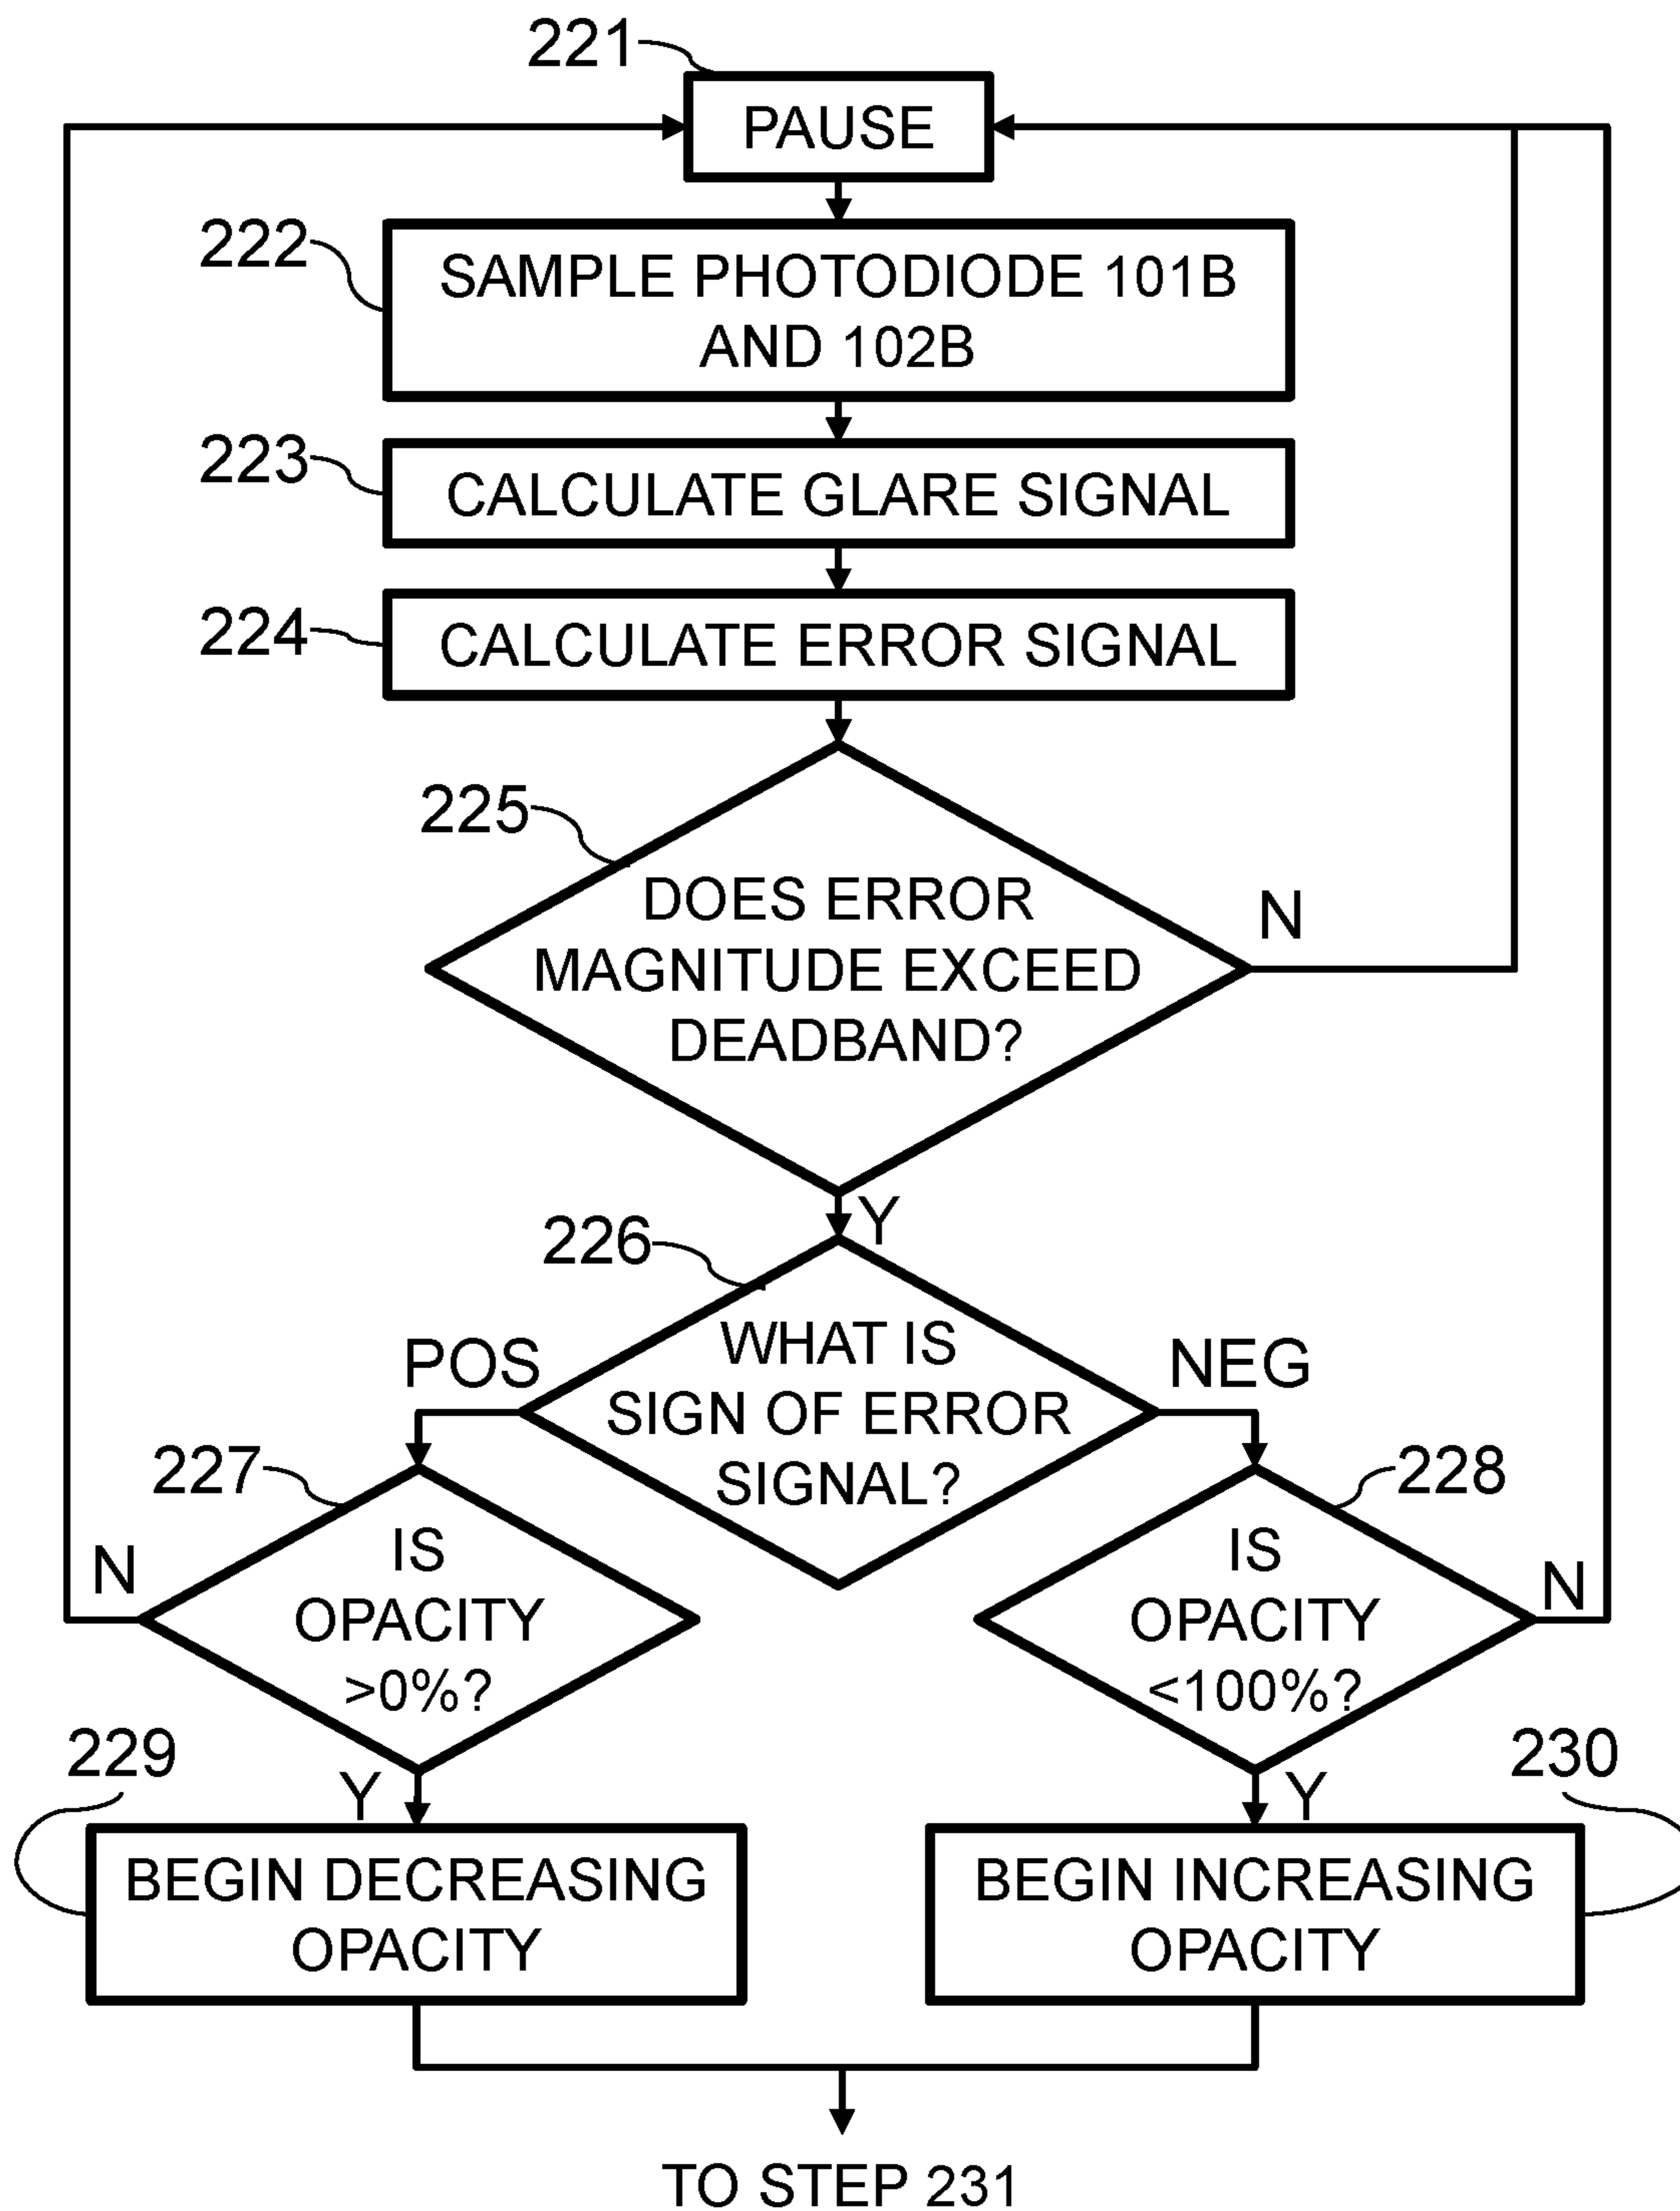 221
PAUSE
222
SAMPLE PHOTODIODE 101B
AND 102B
223
CALCULATE GLARE SIGNAL
224
CALCULATE ERROR SIGNAL
225
DOES ERROR
MAGNITUDE EXCEED
DEADBAND?
N
Y
226
WHAT IS
SIGN OF ERROR
SIGNAL?
POS
NEG
227
IS
OPACITY
>0%?
N
Y
228
IS
OPACITY
<100%?
N
Y
229
BEGIN DECREASING
OPACITY
230
BEGIN INCREASING
OPACITY
TO STEP 231